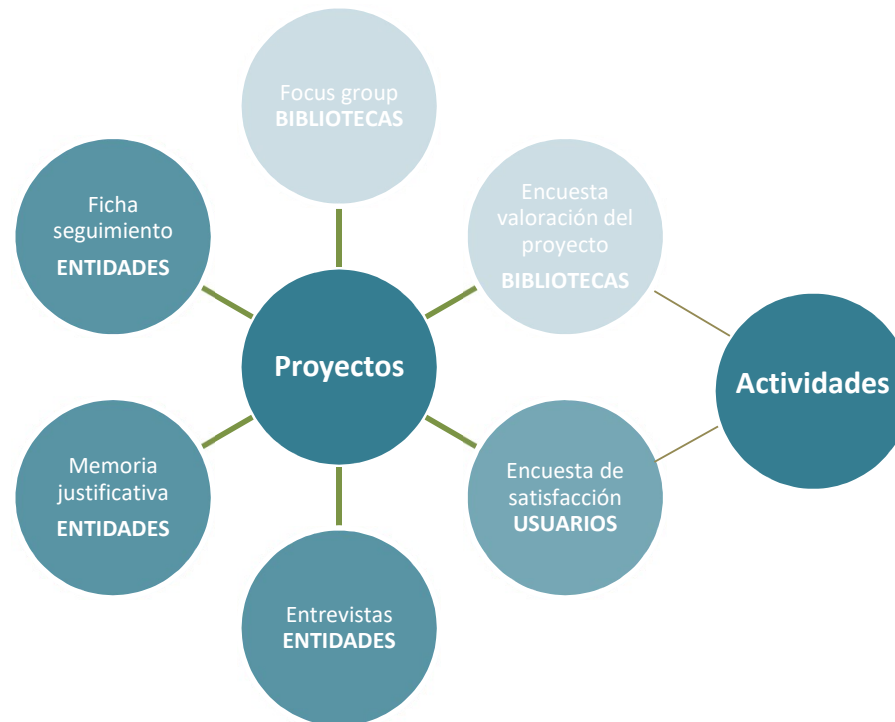 Focus group
BIBLIOTECAS
Ficha
seguimiento
ENTIDADES
Encuesta
valoración del
proyecto
BIBLIOTECAS
Proyectos
Actividades
Memoria
justificativa
ENTIDADES
Encuesta de
satisfacción
USUARIOS
Entrevistas
ENTIDADES